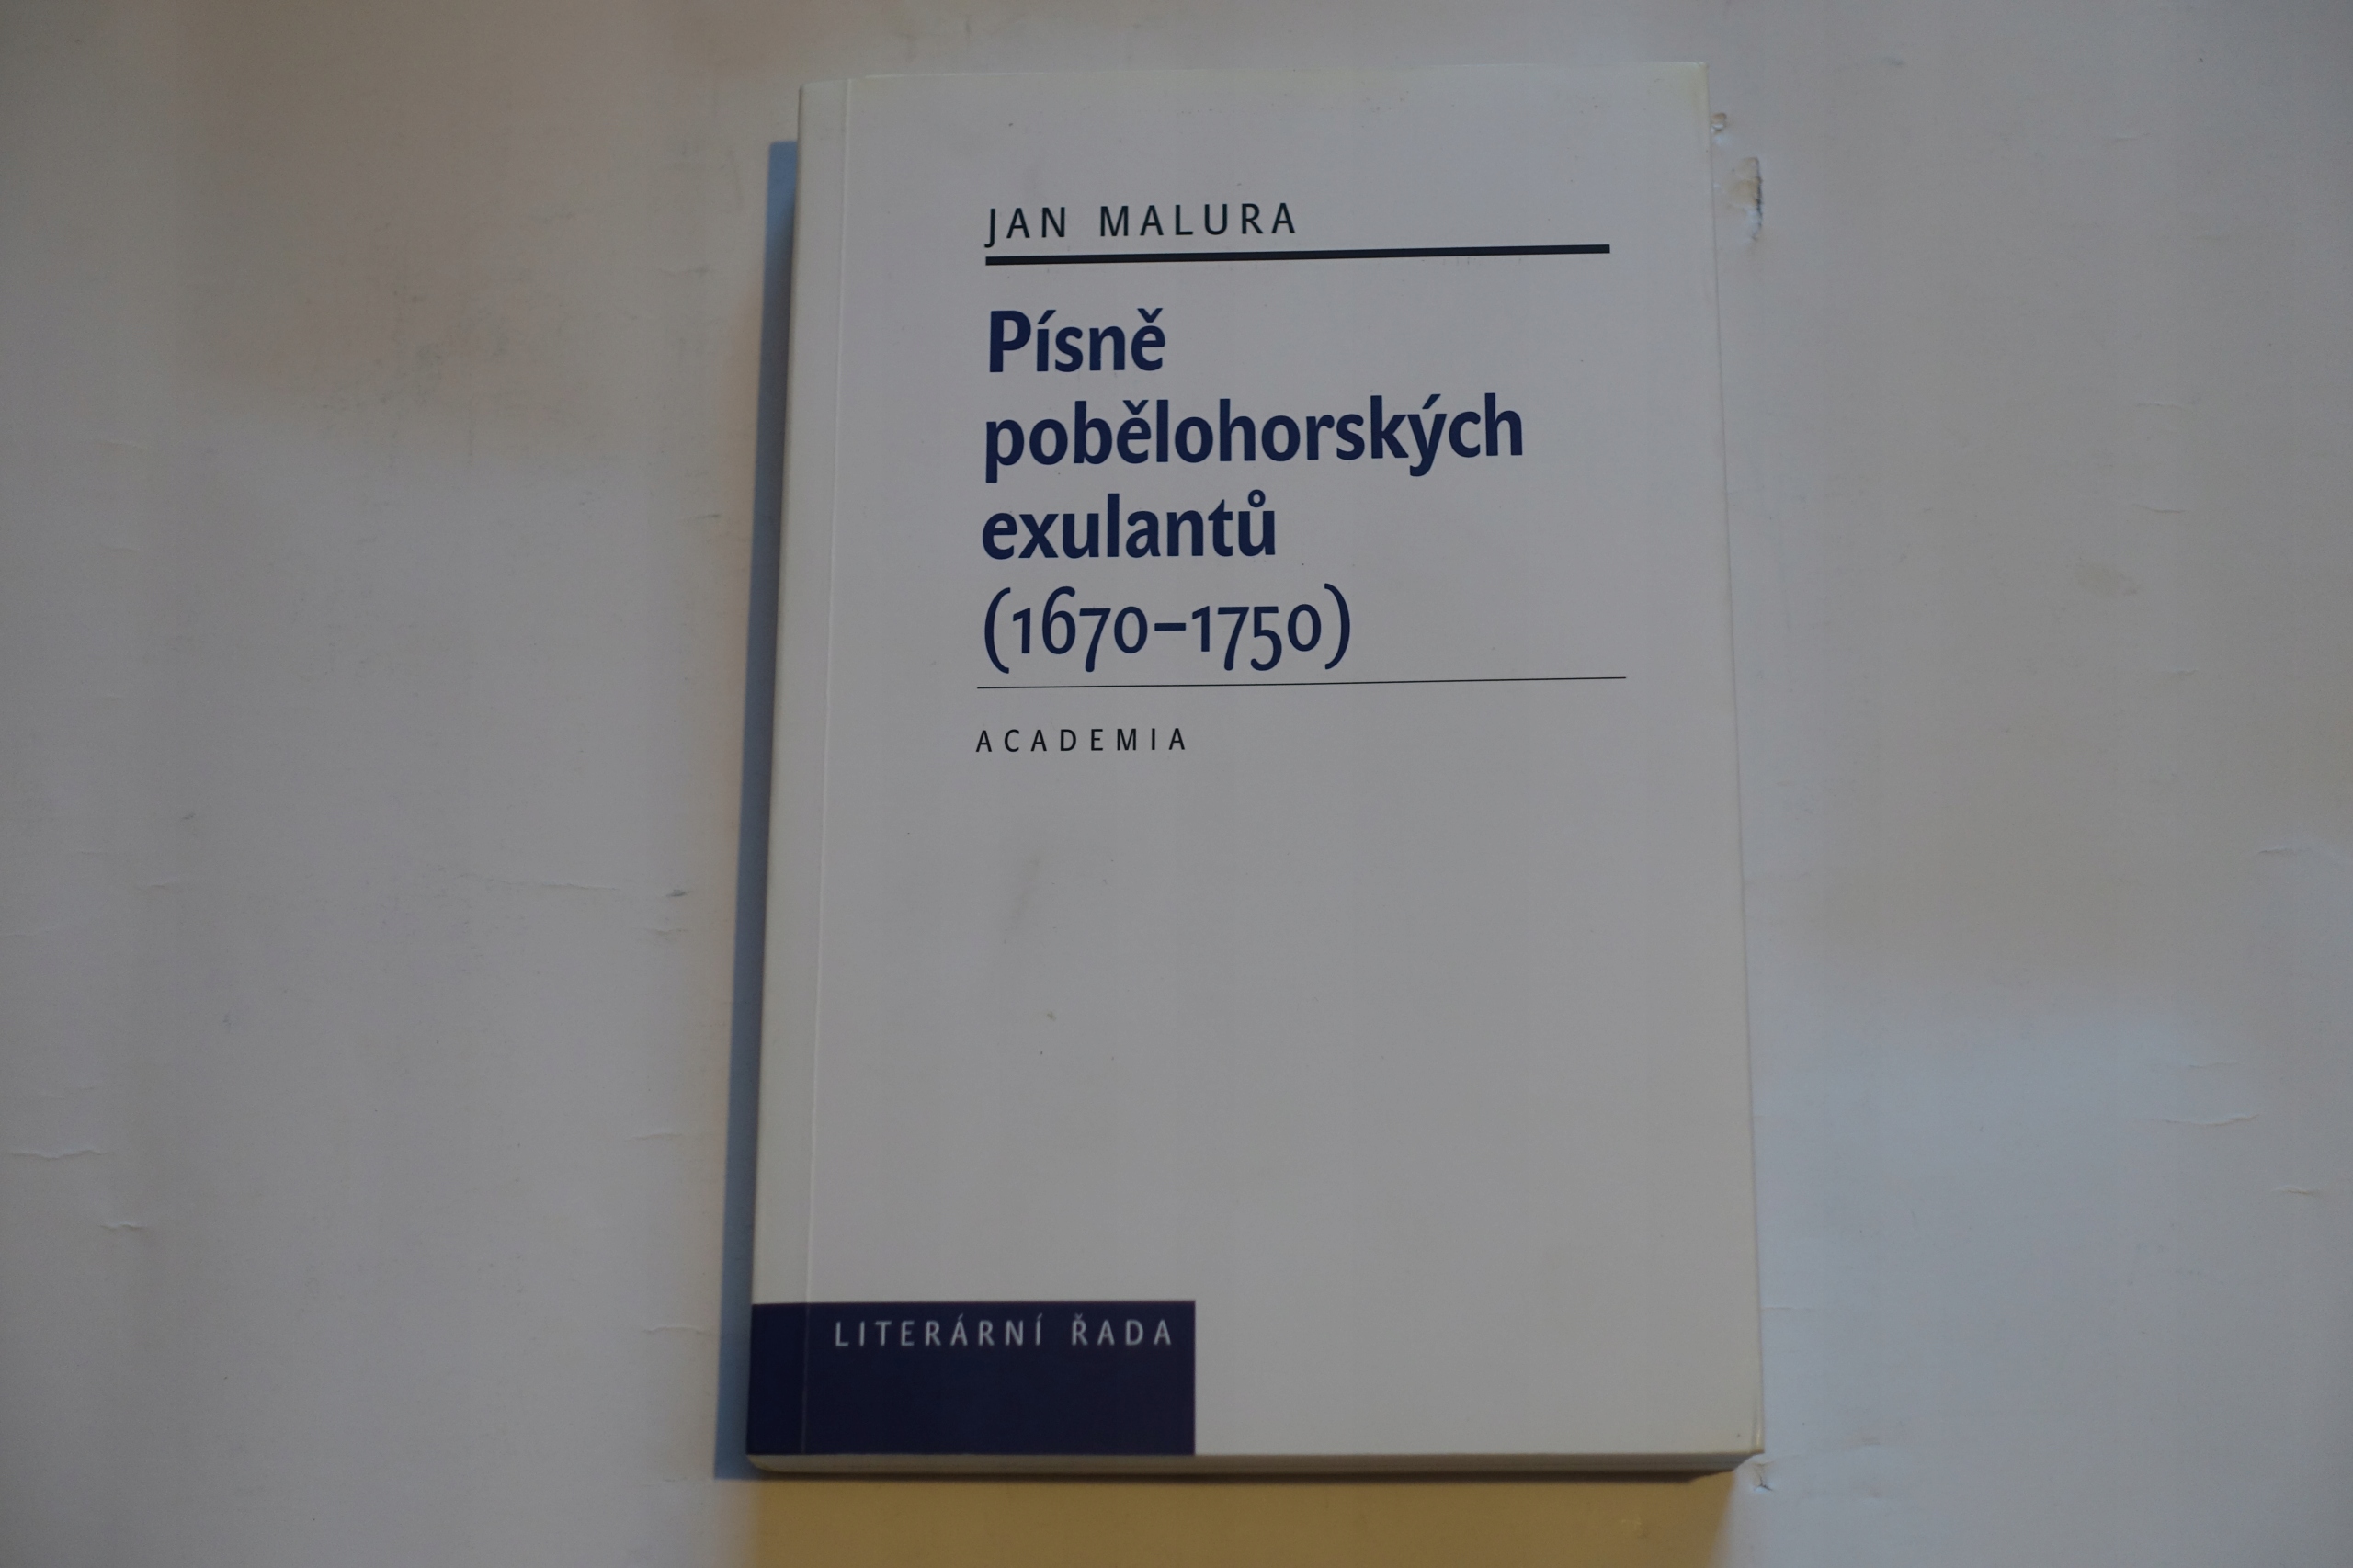 JAN MALURA
Písně
pobělohorských
exulantů
(1670–1750)
ACADEMIA
LITERÁRNÍ ŘADA